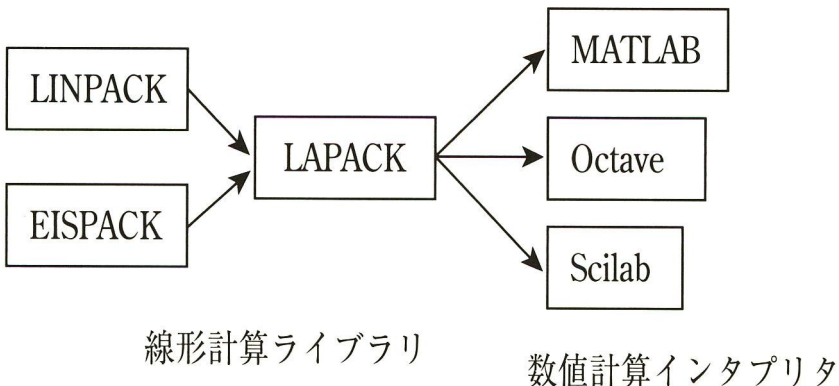 LINPACK
EISPACK
LAPACK
MATLAB
Octave
Scilab
線形計算ライブラリ
数値計算インタプリタ